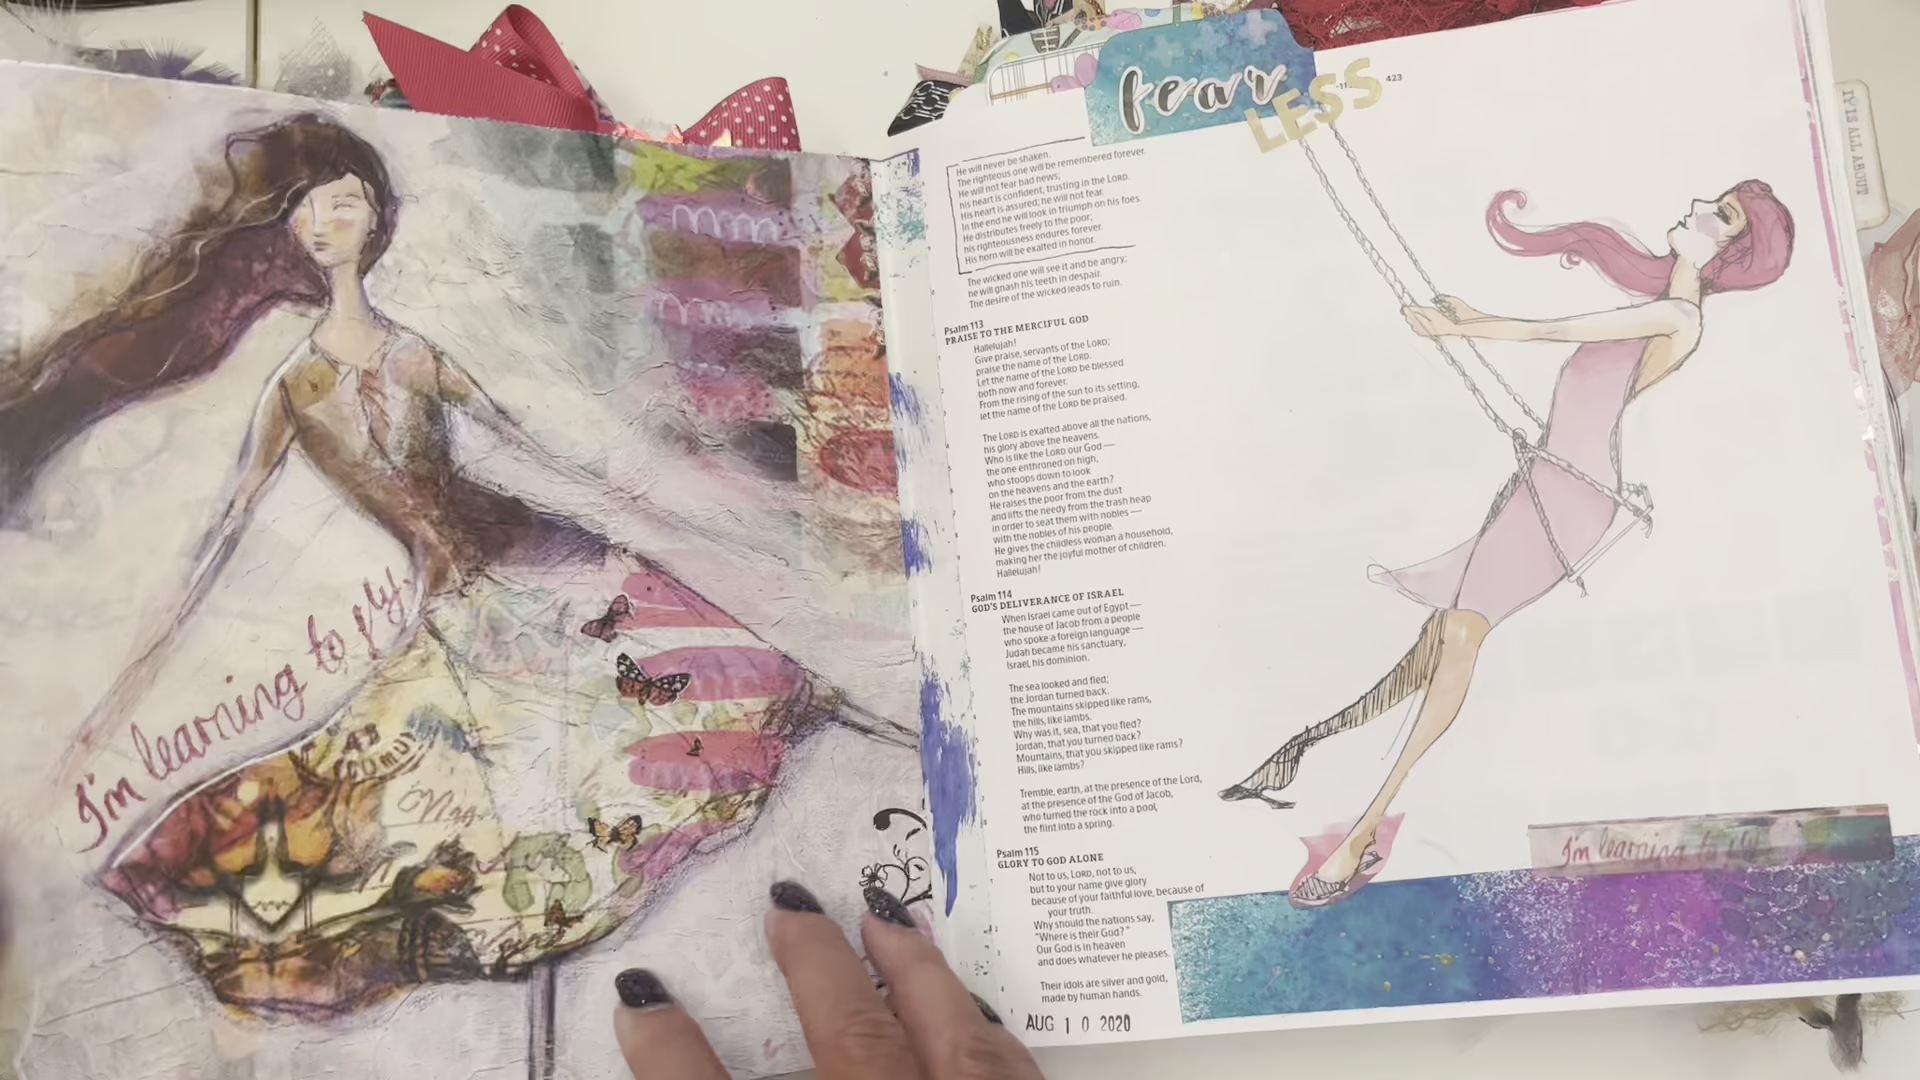 I'm learning to fly
fear
LESS
423
He will never be shaken.
The righteous one will be remembered forever.
He will not fear bad news;
his heart is confident, trusting in the LORD.
His heart is assured; he will not fear.
In the end he will look in triumph on his foes.
He distributes freely to the poor;
his righteousness endures forever.
His horn will be exalted in honor.
The wicked one will see it and be angry;
he will gnash his teeth in despair.
The desire of the wicked leads to ruin.
Psalm 113
PRAISE TO THE MERCIFUL GOD
Hallelujah!
Give praise, servants of the LORD;
praise the name of the LORD.
Let the name of the LORD be blessed
both now and forever.
From the rising of the sun to its setting,
let the name of the LORD be praised.
The LORD is exalted above all the nations,
his glory above the heavens.
Who is like the LORD our God —
the one enthroned on high,
who stoops down to look
on the heavens and the earth?
He raises the poor from the dust
and lifts the needy from the trash heap
in order to seat them with nobles —
with the nobles of his people.
He gives the childless woman a household,
making her the joyful mother of children.
Hallelujah!
Psalm 114
GOD'S DELIVERANCE OF ISRAEL
When Israel came out of Egypt —
the house of Jacob from a people
who spoke a foreign language —
Judah became his sanctuary,
Israel, his dominion.
The sea looked and fled;
the Jordan turned back.
The mountains skipped like rams,
the hills, like lambs.
Why was it, sea, that you fled?
Jordan, that you turned back?
Mountains, that you skipped like rams?
Hills, like lambs?
Tremble, earth, at the presence of the Lord,
at the presence of the God of Jacob,
who turned the rock into a pool,
the flint into a spring.
Psalm 115
GLORY TO GOD ALONE
Not to us, LORD, not to us,
but to your name give glory
because of your faithful love, because of
your truth.
Why should the nations say,
"Where is their God?"
Our God is in heaven
and does whatever he pleases.
Their idols are silver and gold,
made by human hands.
AUG 10 2020
I'm learning to fly
IT IS ALL ABOUT